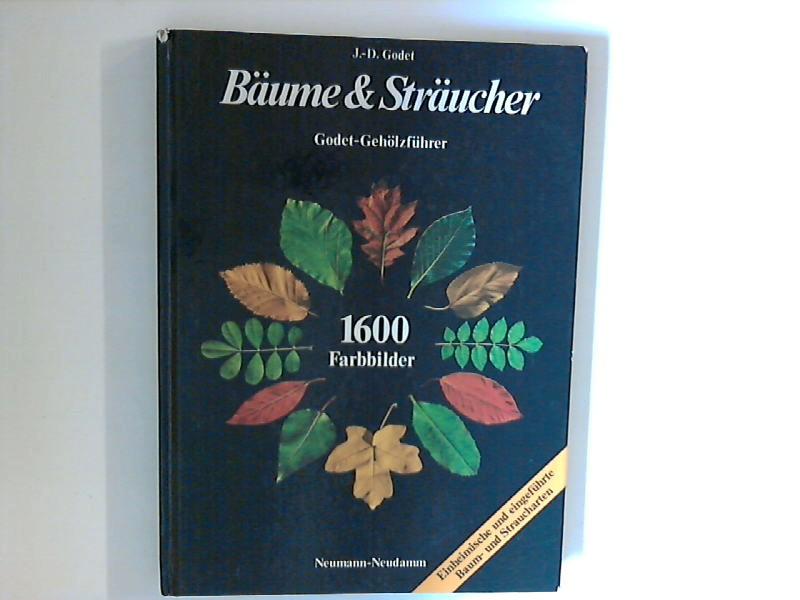 J.-D. Godet
Bäume & Sträucher
Godet-Gehölzführer
1600
Farbbilder
Einheimische und eingeführte
Baum- und Straucharten
Neumann-Neudamm